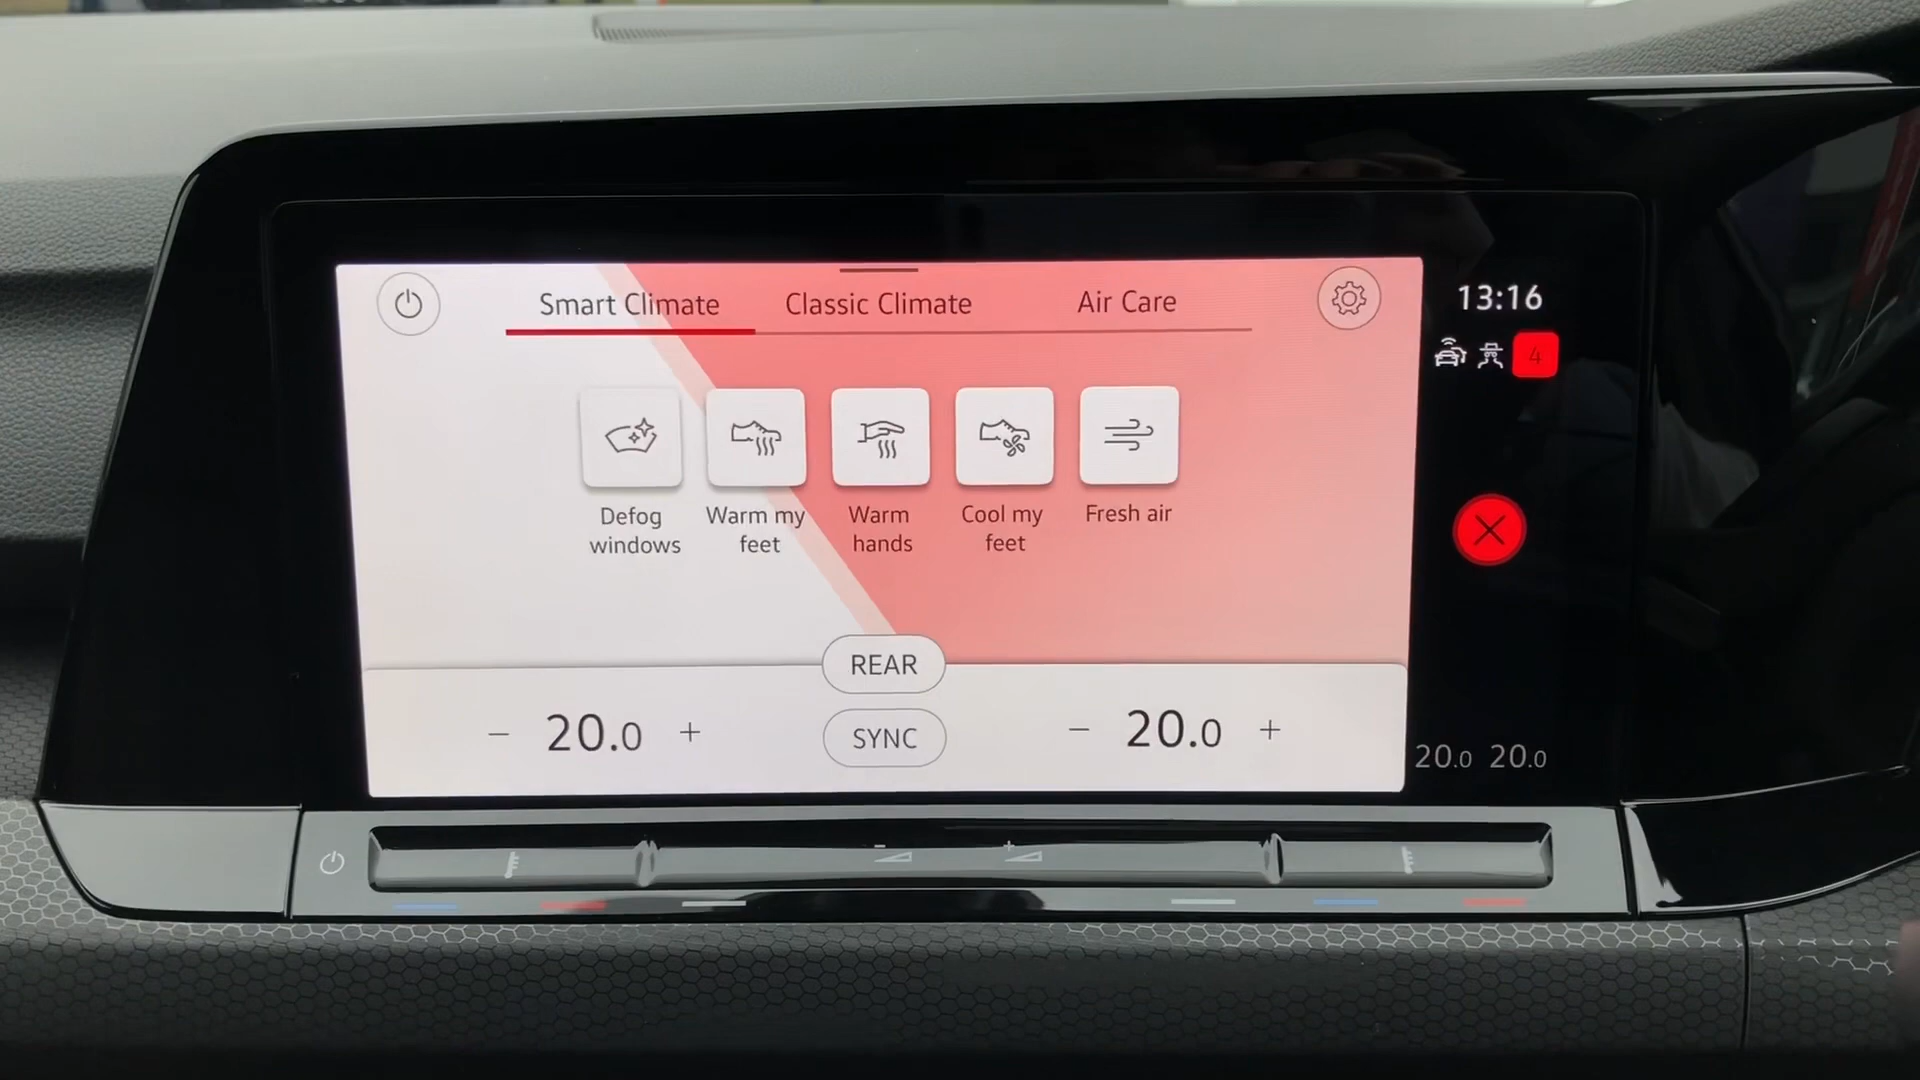 Smart Climate
Classic Climate
Air Care
13:16
4
Defog
windows
Warm my
feet
Warm
hands
Cool my
feet
Fresh air
REAR
− 20.0 +
SYNC
− 20.0 +
20.0 20.0
- +